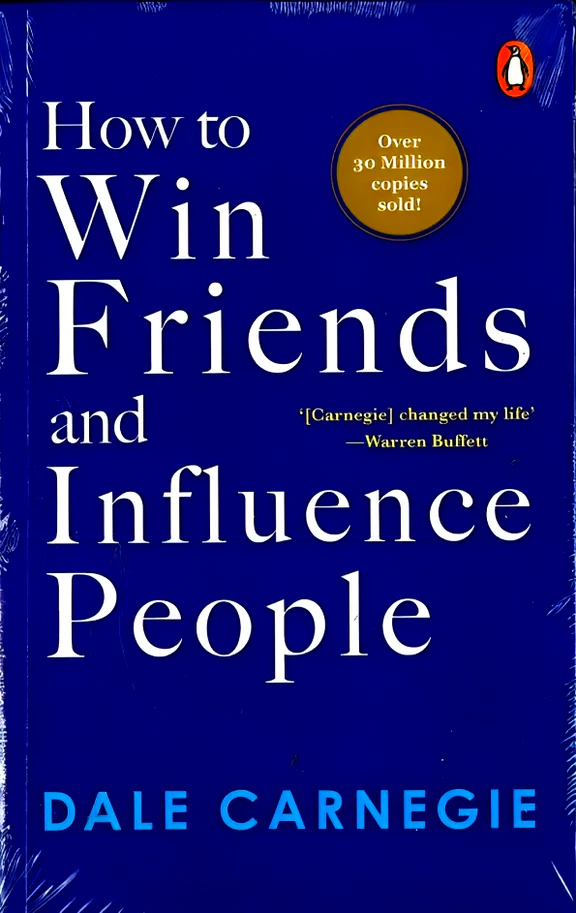 How to
Over
30 Million
copies
sold!
Win
Friends
and
‘[Carnegie] changed my life’
—Warren Buffett
Influence
People
DALE CARNEGIE